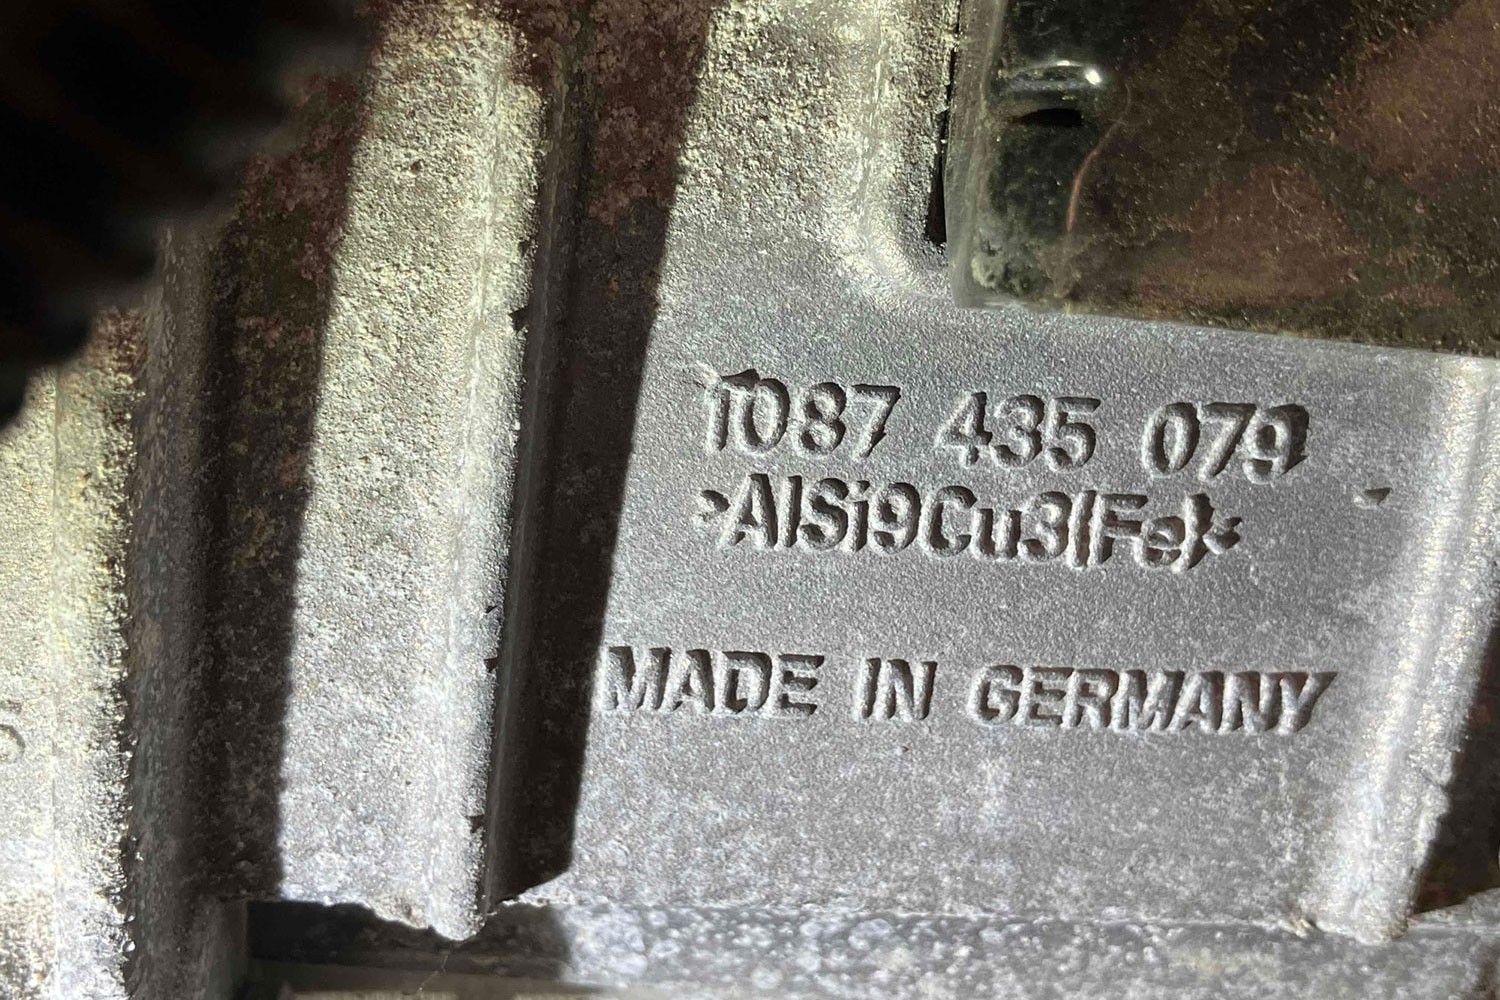 1087 435 079
>AlSi9Cu3(Fe)<
MADE IN GERMANY